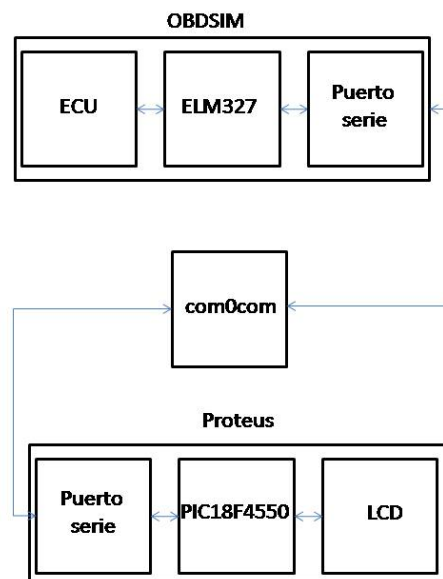 OBDSIM
ECU
ELM327
Puerto
serie
com0com
Proteus
Puerto
serie
PIC18F4550
LCD